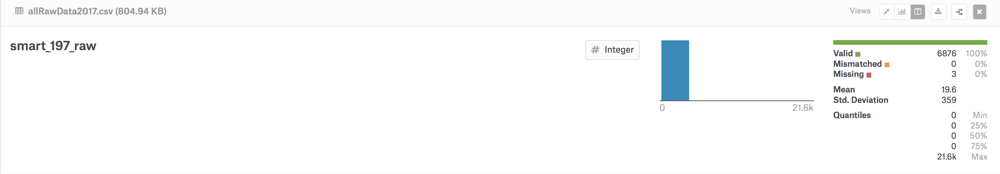 allRawData2017.csv (804.94 KB)
Views
smart_197_raw
# Integer
0 21.6k
Valid 6876 100%
Mismatched 0 0%
Missing 3 0%
Mean 19.6
Std. Deviation 359
Quantiles 0 Min
0 25%
0 50%
0 75%
21.6k Max